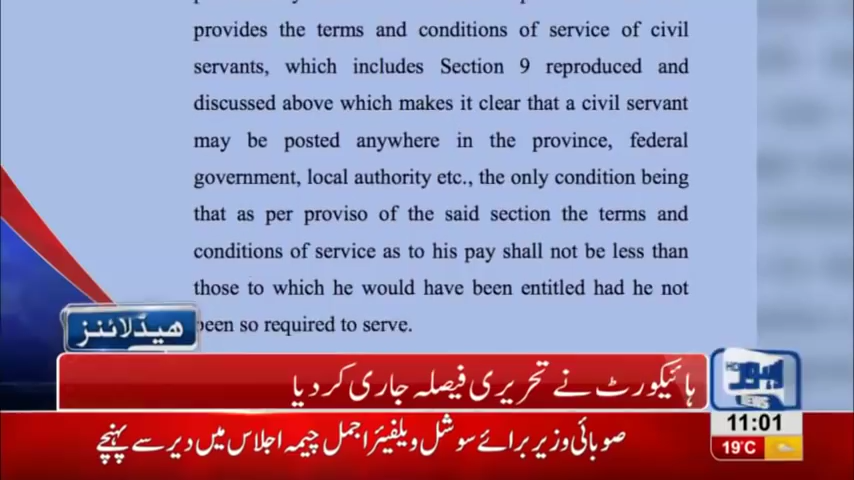 provides the terms and conditions of service of civil
servants, which includes Section 9 reproduced and
discussed above which makes it clear that a civil servant
may be posted anywhere in the province, federal
government, local authority etc., the only condition being
that as per proviso of the said section the terms and
conditions of service as to his pay shall not be less than
those to which he would have been entitled had he not
been so required to serve.
ہیڈلائنز
ہائیکورٹ نے تحریری فیصلہ جاری کردیا
لاہور
NEWS
11:01
صوبائی وزیر برائے سوشل ویلفیئر اجمل چیمہ اجلاس میں دیر سے پہنچے
19°C